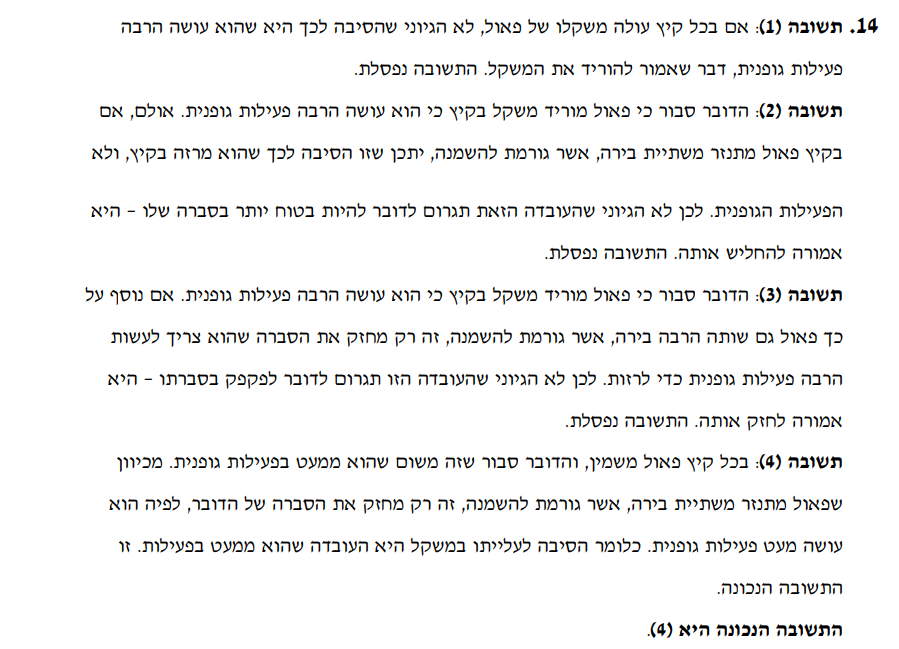 14. תשובה (1): אם בכל קיץ עולה משקלו של פאול, לא הגיוני שהסיבה לכך היא שהוא עושה הרבה
פעילות גופנית, דבר שאמור להוריד את המשקל. התשובה נפסלת.
תשובה (2): הדובר סבור כי פאול מוריד משקל בקיץ כי הוא עושה הרבה פעילות גופנית. אולם, אם
בקיץ פאול מתנזר משתיית בירה, אשר גורמת להשמנה, יתכן שזו הסיבה לכך שהוא מרזה בקיץ, ולא
הפעילות הגופנית. לכן לא הגיוני שהעובדה הזאת תגרום לדובר להיות בטוח יותר בסברה שלו – היא
אמורה להחליש אותה. התשובה נפסלת.
תשובה (3): הדובר סבור כי פאול מוריד משקל בקיץ כי הוא עושה הרבה פעילות גופנית. אם נוסף על
כך פאול גם שותה הרבה בירה, אשר גורמת להשמנה, זה רק מחזק את הסברה שהוא צריך לעשות
הרבה פעילות גופנית כדי לרזות. לכן לא הגיוני שהעובדה הזו תגרום לדובר לפקפק בסברתו – היא
אמורה לחזק אותה. התשובה נפסלת.
תשובה (4): בכל קיץ פאול משמין, והדובר סבור שזה משום שהוא ממעט בפעילות גופנית. מכיוון
שפאול מתנזר משתיית בירה, אשר גורמת להשמנה, זה רק מחזק את הסברה של הדובר, לפיה הוא
עושה מעט פעילות גופנית. כלומר הסיבה לעלייתו במשקל היא העובדה שהוא ממעט בפעילות. זו
התשובה הנכונה.
התשובה הנכונה היא (4).